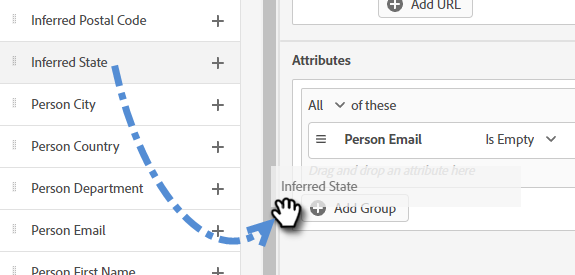 Inferred Postal Code
Inferred State
Person City
Person Country
Person Department
Person Email
Person First Name
Add URL
Attributes
All of these
Person Email Is Empty
Drag and drop an attribute here
Inferred State
Add Group